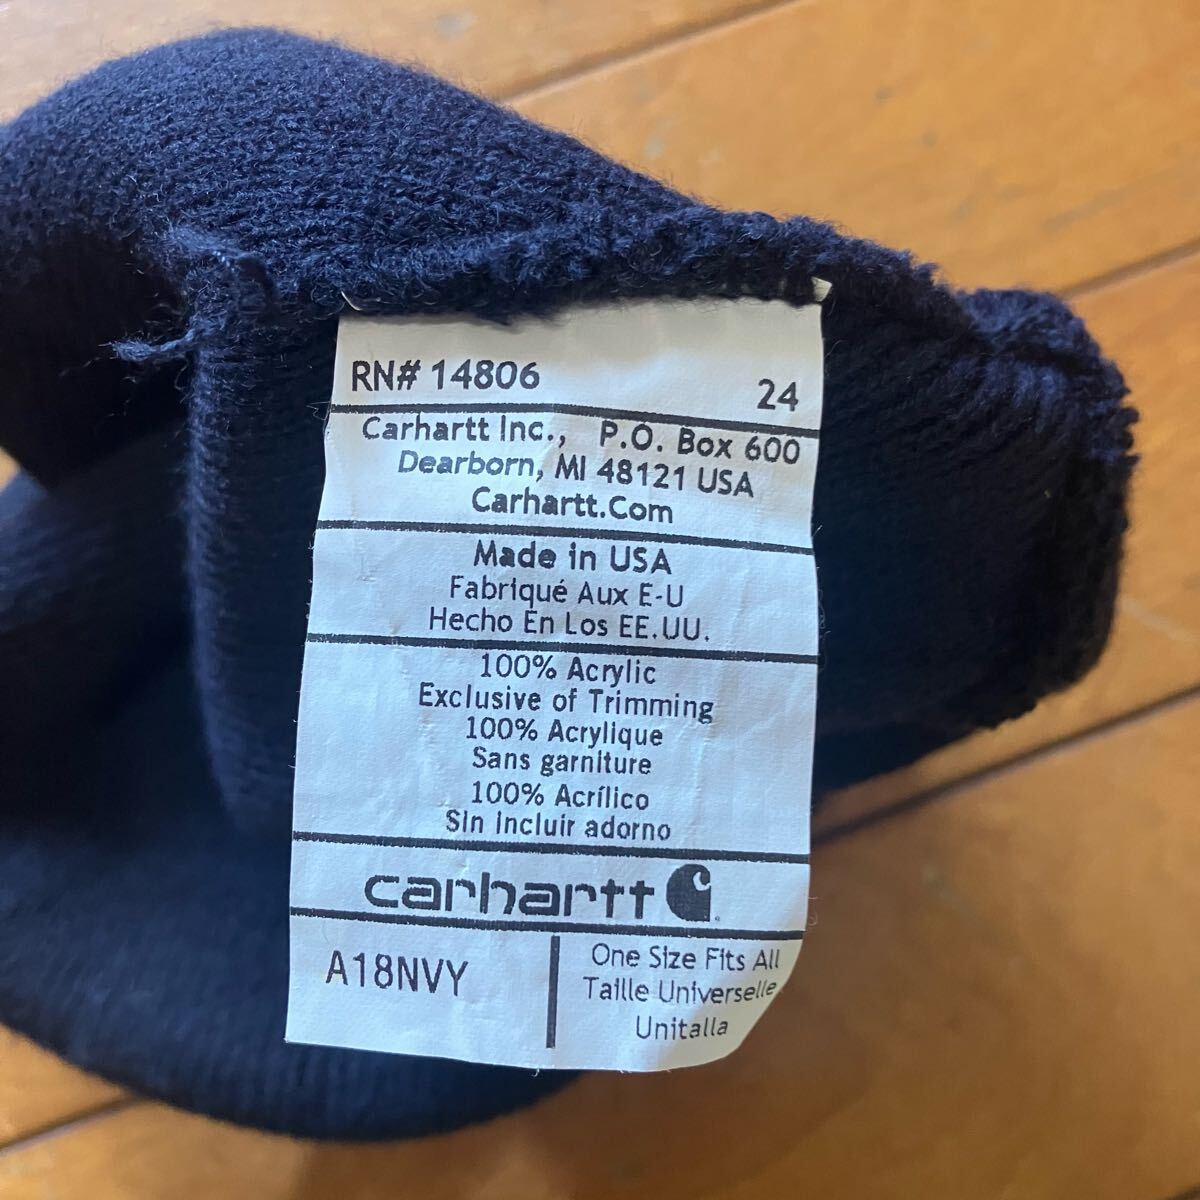 RN# 14806 24
Carhartt Inc., P.O. Box 600
Dearborn, MI 48121 USA
Carhartt.Com
Made in USA
Fabriqué Aux E-U
Hecho En Los EE.UU.
100% Acrylic
Exclusive of Trimming
100% Acrylique
Sans garniture
100% Acrílico
Sin incluir adorno
carhartt
A18NVY
One Size Fits All
Taille Universelle
Unitalla